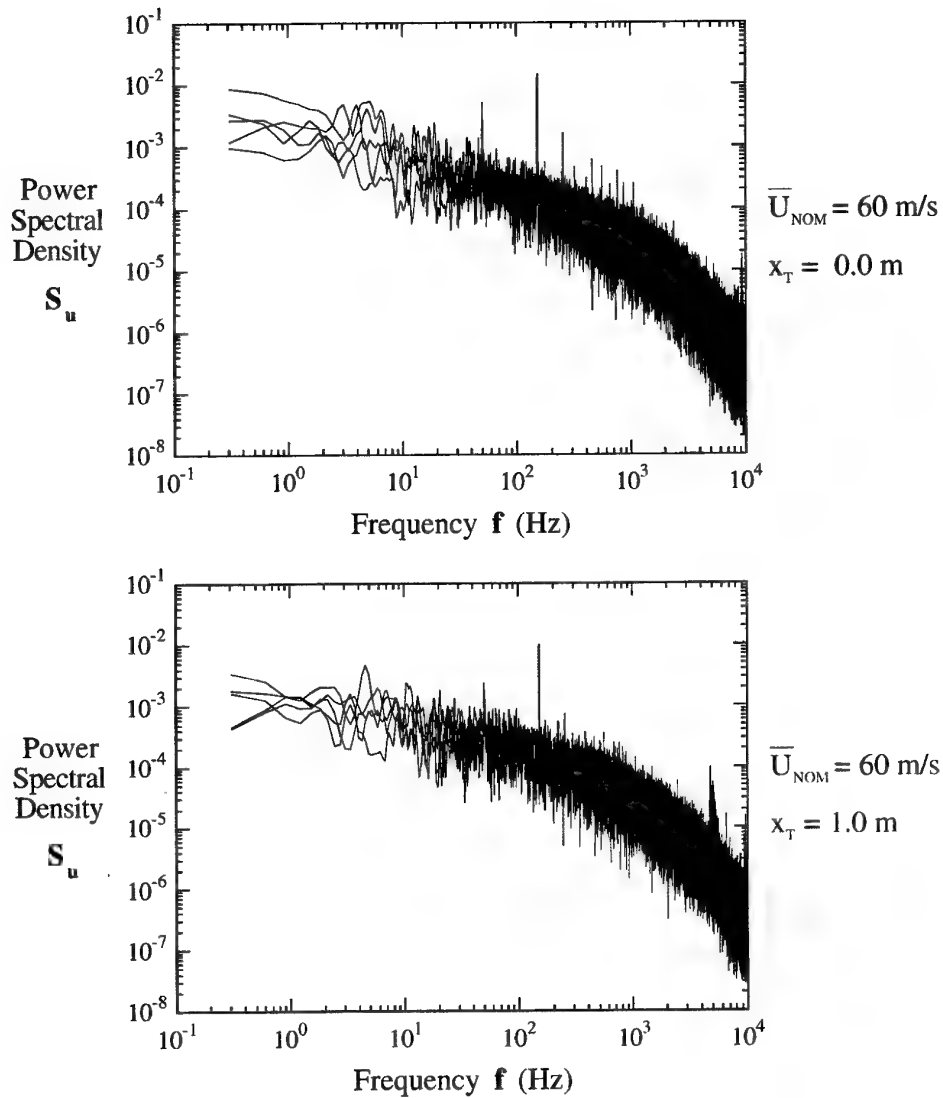 10^-1
10^-2
10^-3
10^-4
10^-5
10^-6
10^-7
10^-8
Power
Spectral
Density
S_u
10^-1
10^0
10^1
10^2
10^3
10^4
Frequency f (Hz)
U̅_NOM = 60 m/s
x_T = 0.0 m
10^-1
10^-2
10^-3
10^-4
10^-5
10^-6
10^-7
10^-8
Power
Spectral
Density
S_u
10^-1
10^0
10^1
10^2
10^3
10^4
Frequency f (Hz)
U̅_NOM = 60 m/s
x_T = 1.0 m